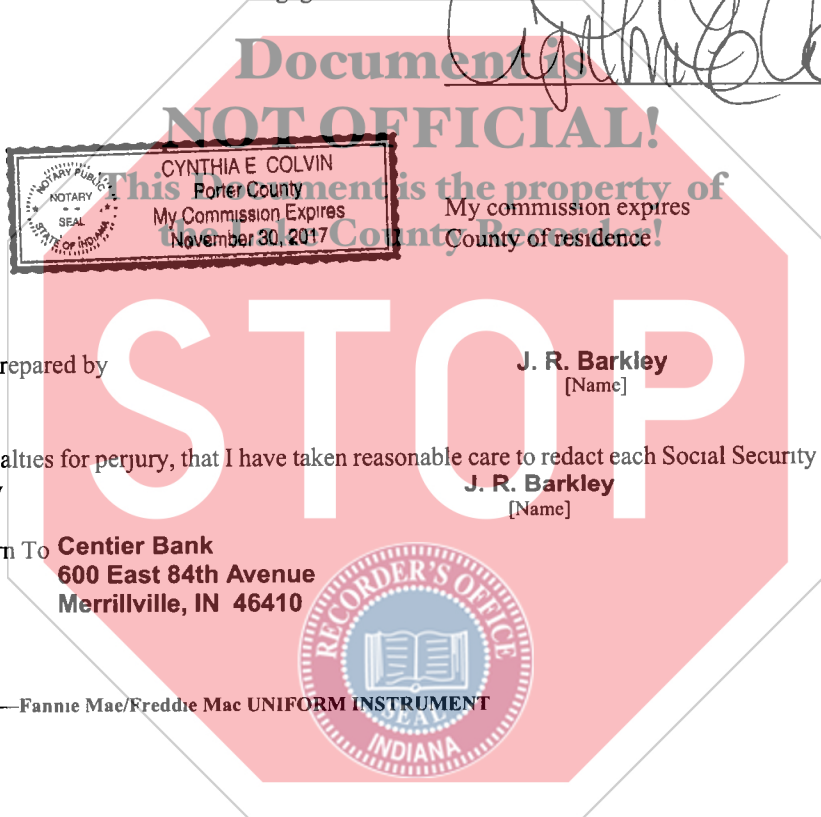 Document is
NOT OFFICIAL!
This Document is the property of
the Lake County Recorder!
NOTARY PUBLIC
NOTARY
SEAL
STATE OF INDIANA
CYNTHIA E COLVIN
Porter County
My Commission Expires
November 30, 2017
My commission expires
County of residence
STOP
repared by
J. R. Barkley
[Name]
alties for perjury, that I have taken reasonable care to redact each Social Security
J. R. Barkley
[Name]
n To Centier Bank
600 East 84th Avenue
Merrillville, IN 46410
RECORDER'S OFFICE
SEAL
INDIANA
—Fannie Mae/Freddie Mac UNIFORM INSTRUMENT